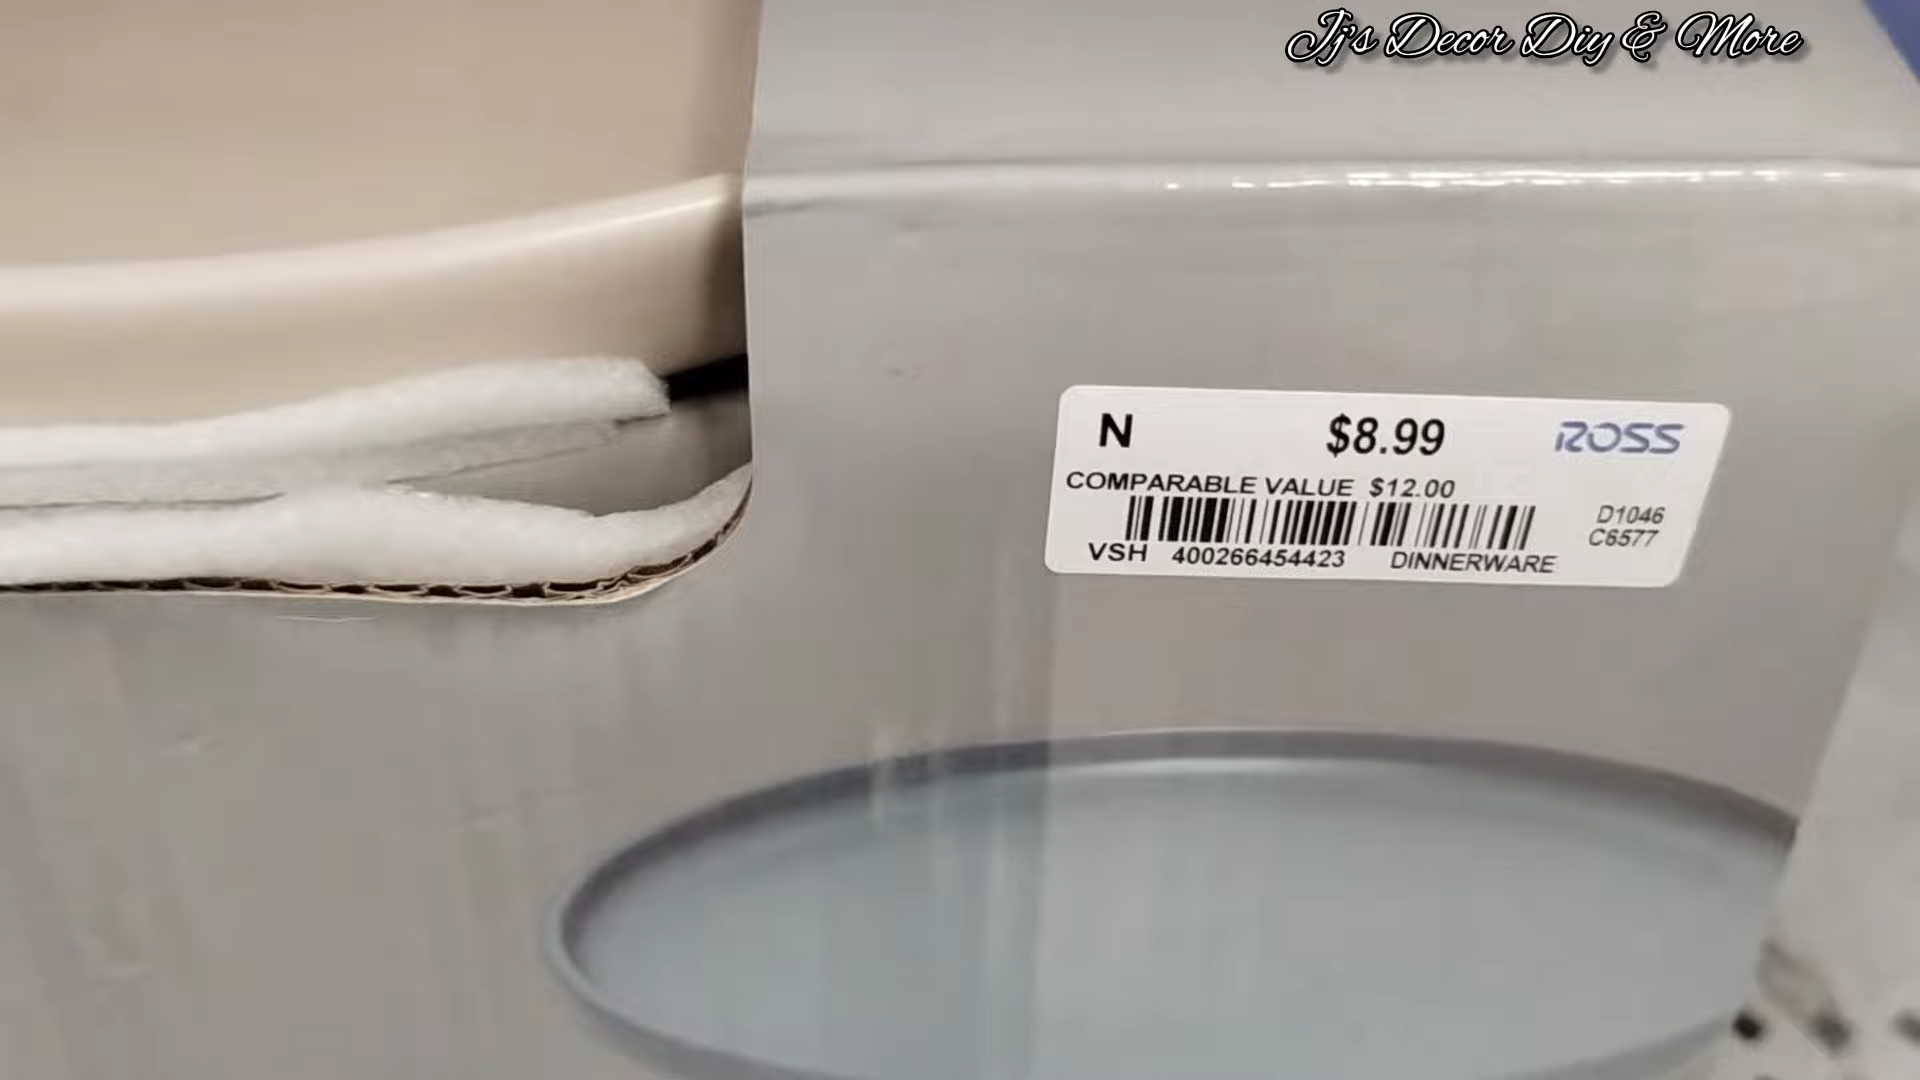 Jj's Decor Diy & More
N $8.99 ROSS
COMPARABLE VALUE $12.00
D1046
C6577
VSH 400266454423 DINNERWARE